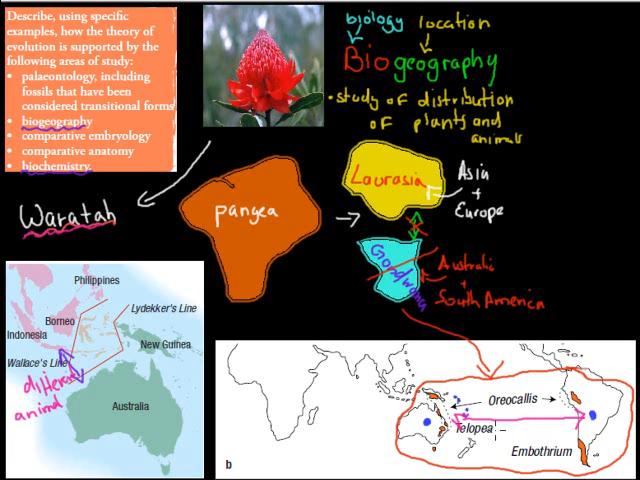 Describe, using specific
examples, how the theory of
evolution is supported by the
following areas of study:
• palaeontology, including
fossils that have been
considered transitional forms
• biogeography
• comparative embryology
• comparative anatomy
• biochemistry.
biology location
Biogeography
• study of distribution
of plants and
animals
Waratah
pangea
Laurasia
Asia
+
Europe
Goodwana
Australia
+
South America
Philippines
Lydekker's Line
Borneo
Indonesia
New Guinea
Wallace's Line
different
animal
Australia
Oreocallis
Telopea
Embothrium
b